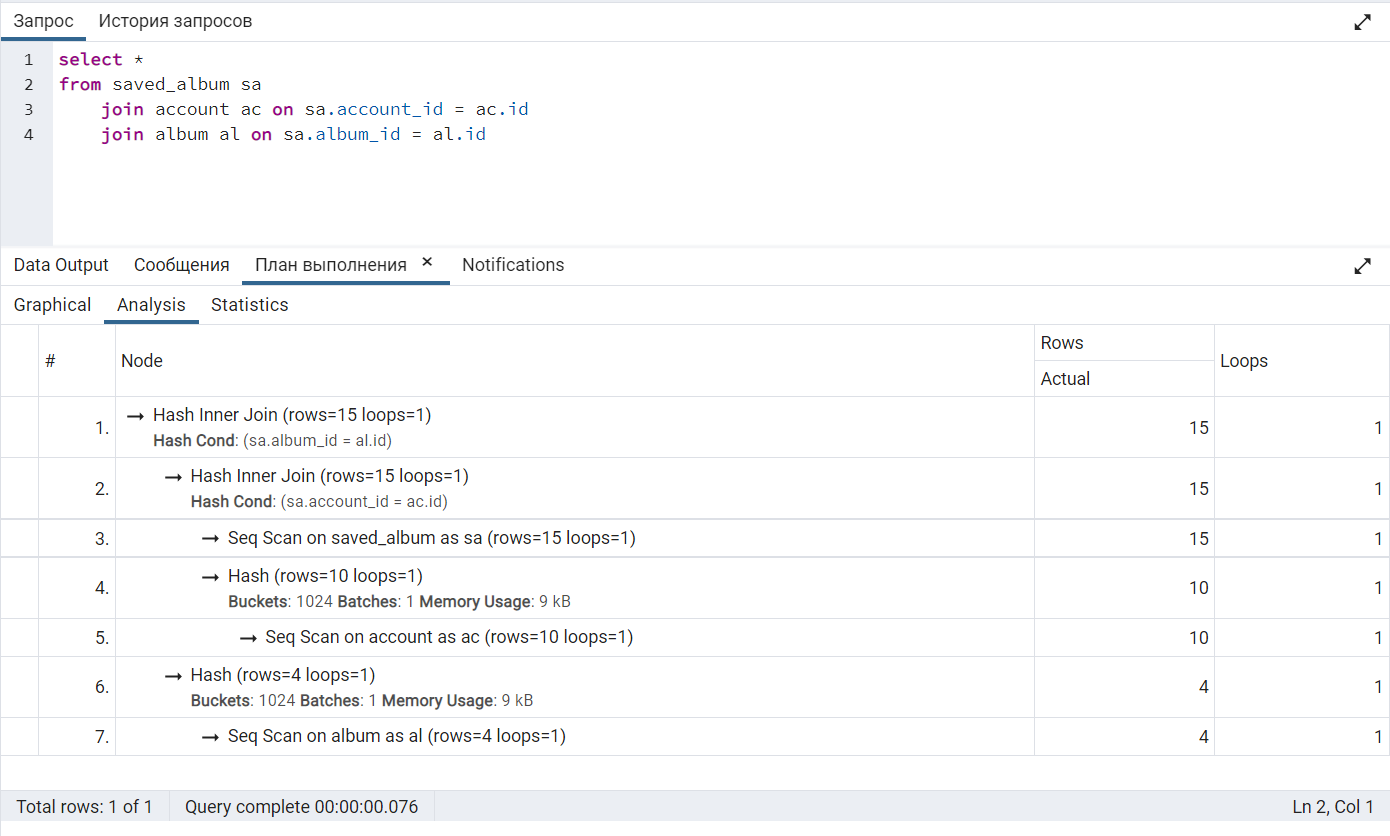 Запрос История запросов
1 select *
2 from saved_album sa
3 join account ac on sa.account_id = ac.id
4 join album al on sa.album_id = al.id
Data Output Сообщения План выполнения × Notifications
Graphical Analysis Statistics
# Node Rows Loops
Actual
1. → Hash Inner Join (rows=15 loops=1) 15 1
Hash Cond: (sa.album_id = al.id)
2. → Hash Inner Join (rows=15 loops=1) 15 1
Hash Cond: (sa.account_id = ac.id)
3. → Seq Scan on saved_album as sa (rows=15 loops=1) 15 1
4. → Hash (rows=10 loops=1) 10 1
Buckets: 1024 Batches: 1 Memory Usage: 9 kB
5. → Seq Scan on account as ac (rows=10 loops=1) 10 1
6. → Hash (rows=4 loops=1) 4 1
Buckets: 1024 Batches: 1 Memory Usage: 9 kB
7. → Seq Scan on album as al (rows=4 loops=1) 4 1
Total rows: 1 of 1 Query complete 00:00:00.076 Ln 2, Col 1